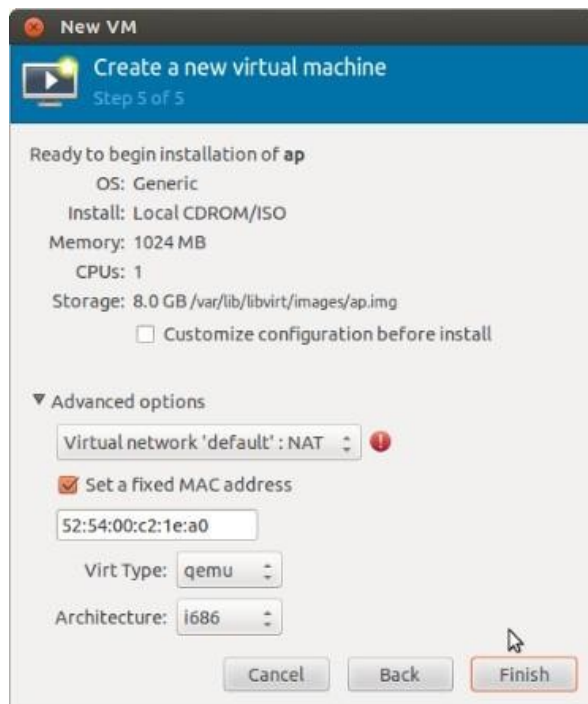 New VM
Create a new virtual machine
Step 5 of 5
Ready to begin installation of ap
OS: Generic
Install: Local CDROM/ISO
Memory: 1024 MB
CPUs: 1
Storage: 8.0 GB /var/lib/libvirt/images/ap.img
Customize configuration before install
Advanced options
Virtual network 'default' : NAT
Set a fixed MAC address
52:54:00:c2:1e:a0
Virt Type: qemu
Architecture: i686
Cancel Back Finish